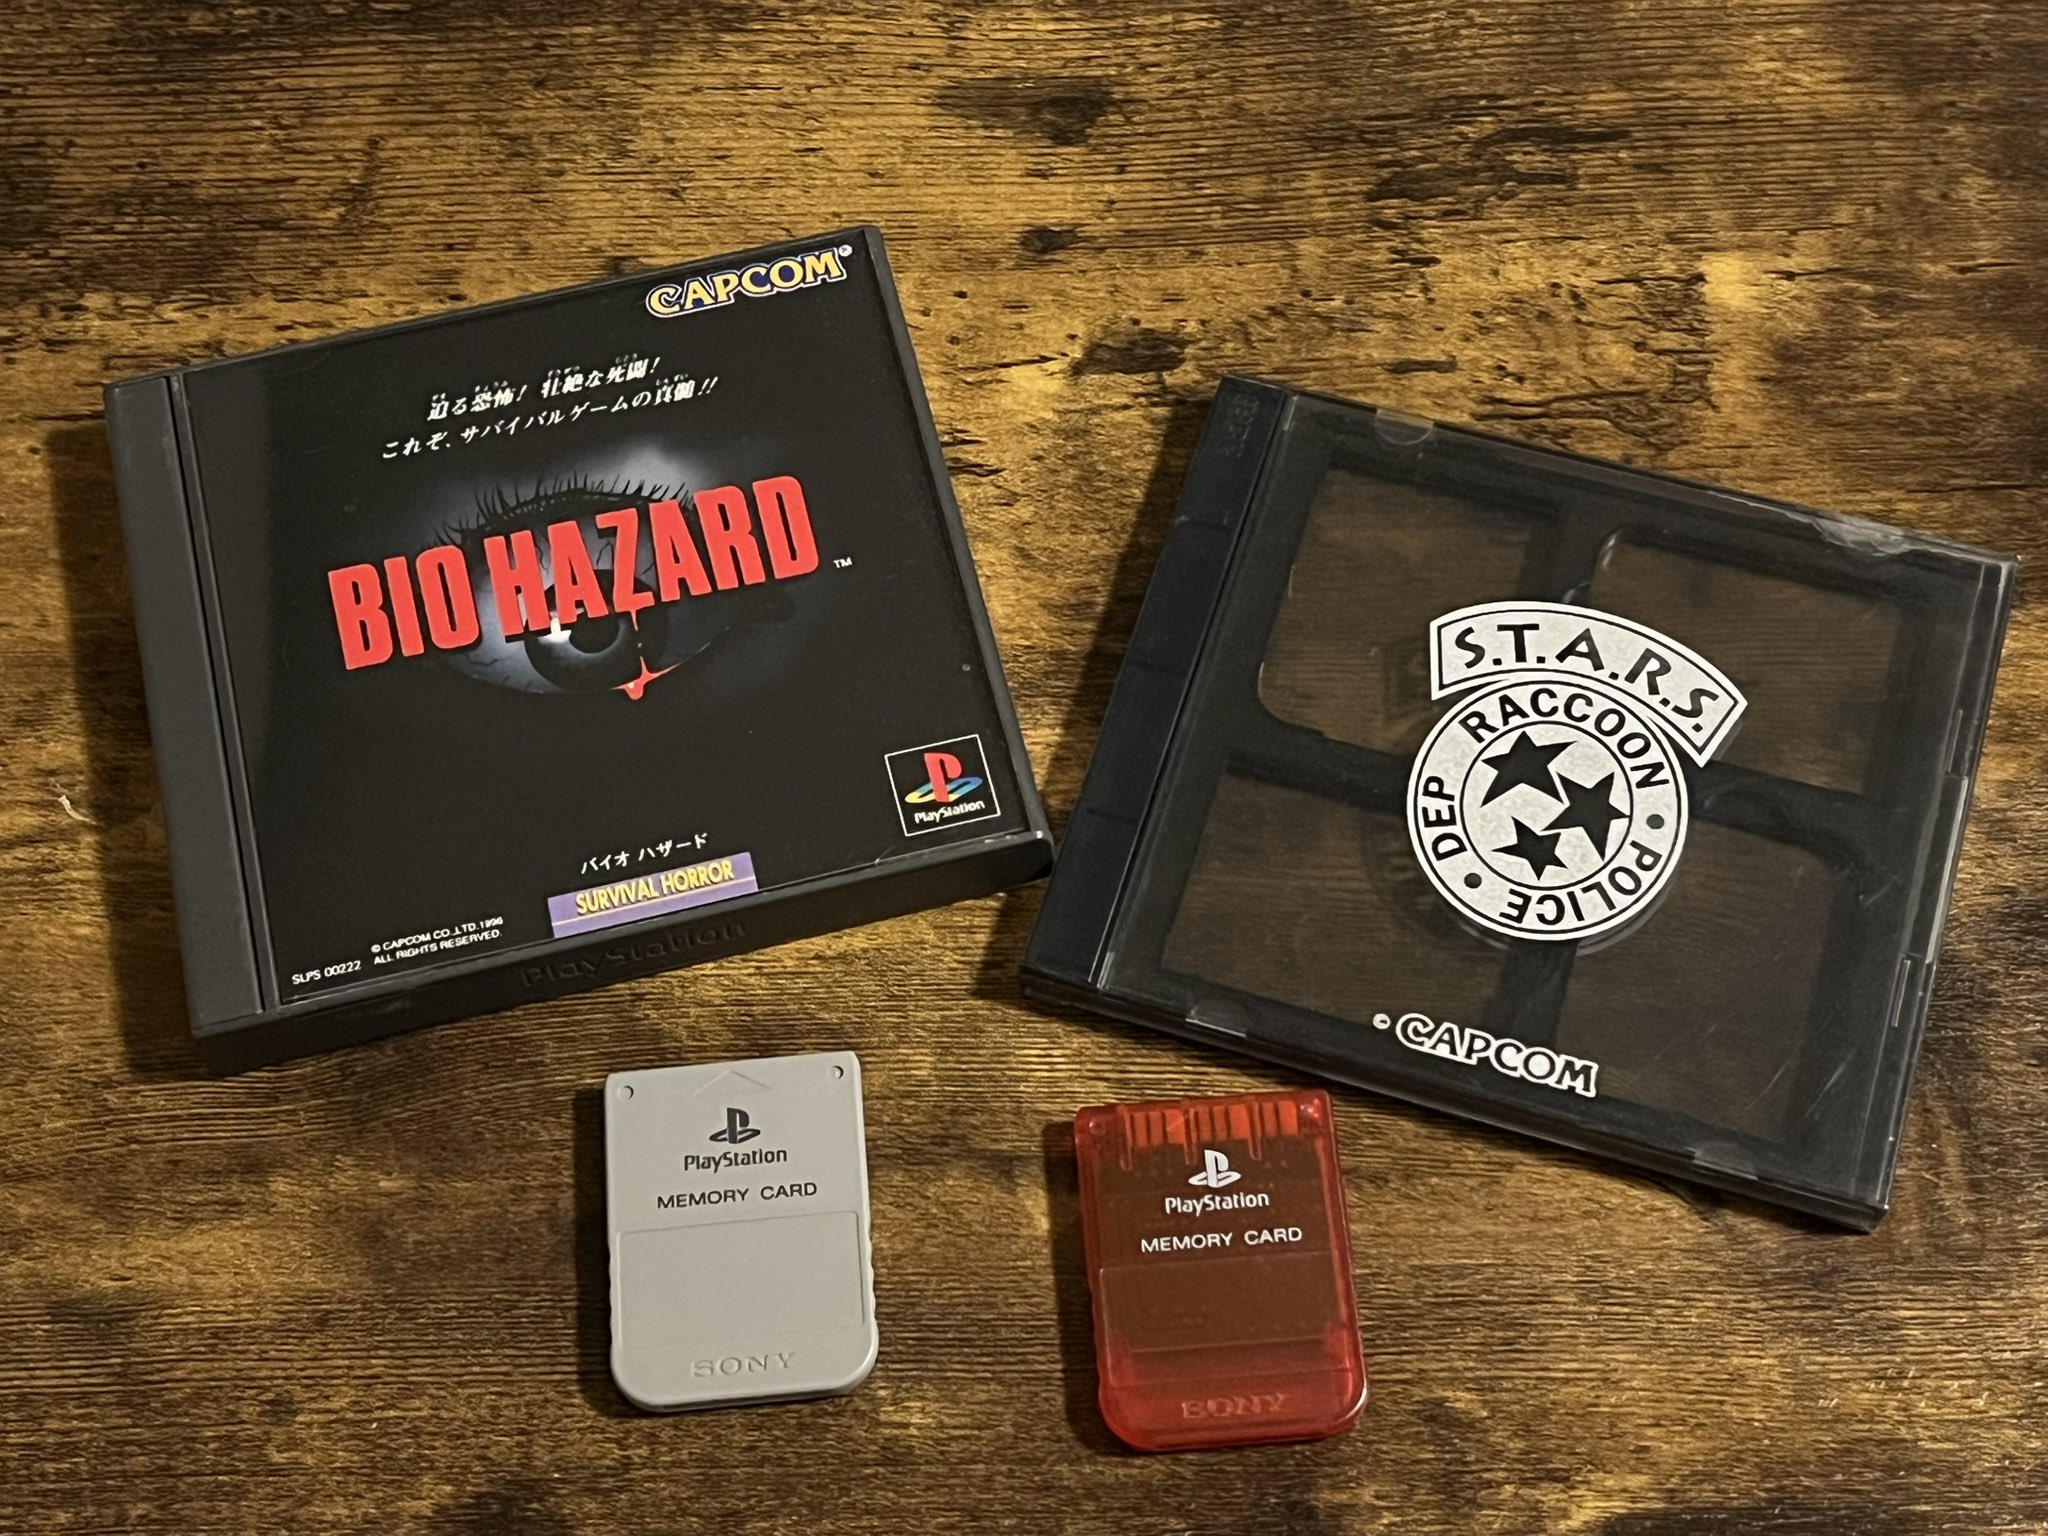 CAPCOM
迫る恐怖! 壮絶な死闘!
これぞ、サバイバルゲームの真髄!!
BIO HAZARD™
PlayStation
バイオ ハザード
SURVIVAL HORROR
© CAPCOM CO.,LTD.1996
ALL RIGHTS RESERVED.
SLPS 00222
PlayStation
S.T.A.R.S.
RACCOON • POLICE • DEP
© CAPCOM
PlayStation
MEMORY CARD
SONY
PlayStation
MEMORY CARD
SONY